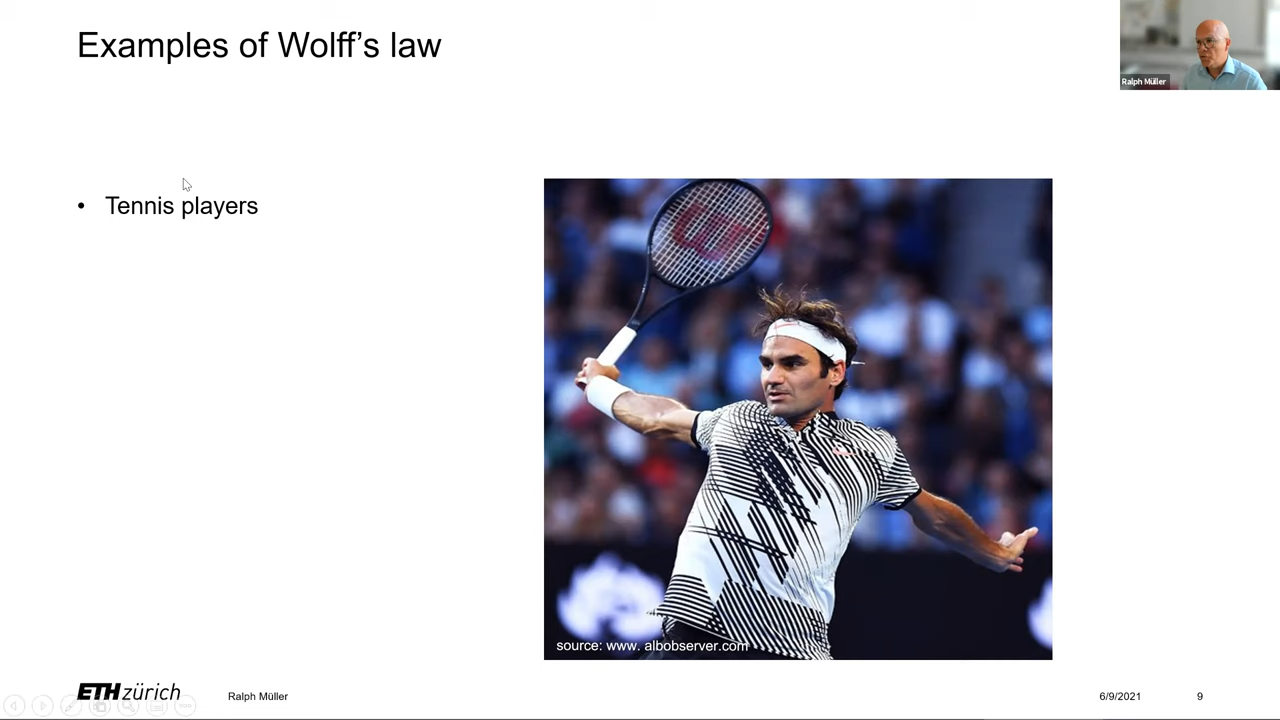 Examples of Wolff's law
Ralph Müller
• Tennis players
source: www. albobserver.com
ETH zürich
Ralph Müller
6/9/2021
9